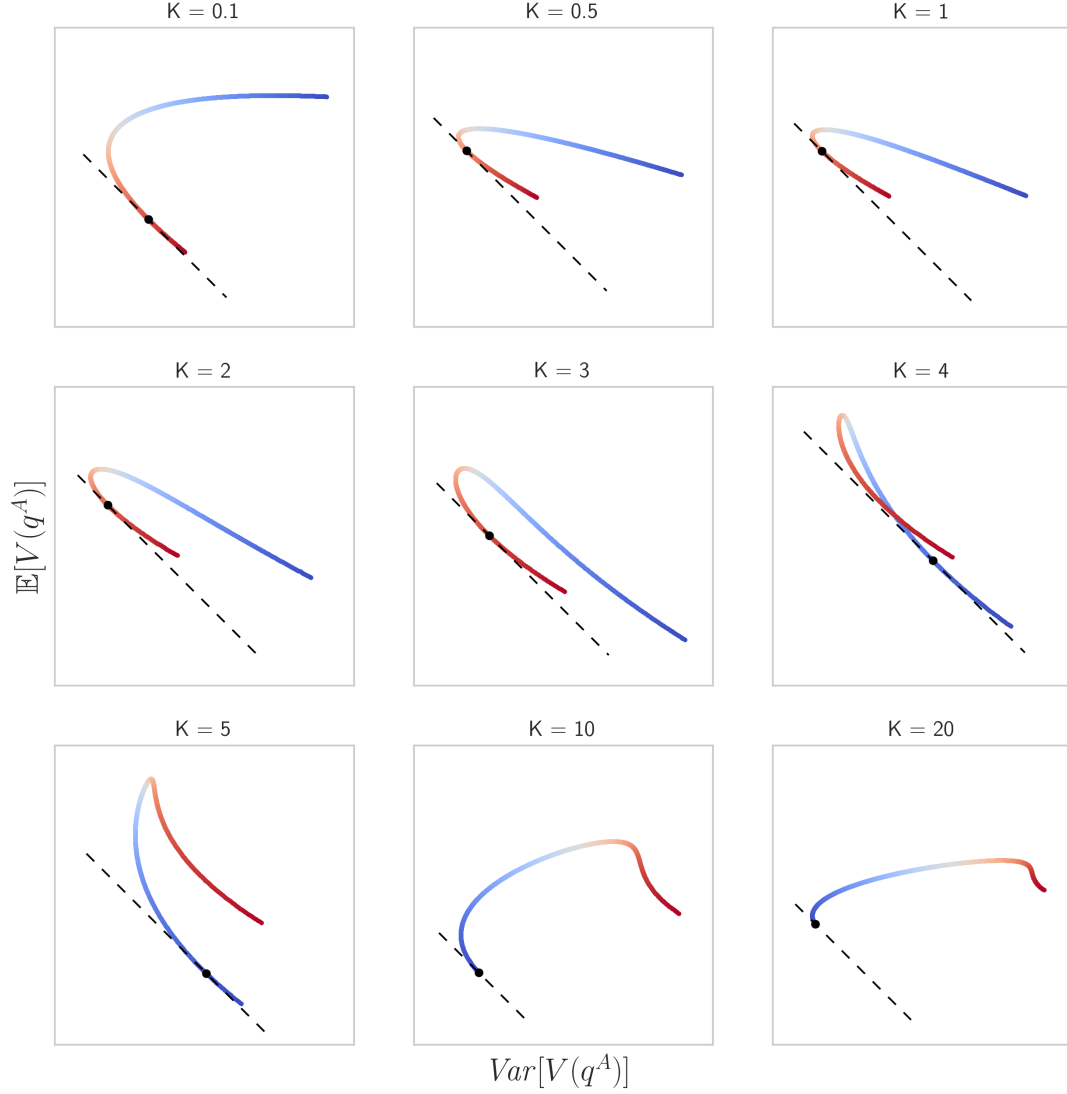 K = 0.1
K = 0.5
K = 1
K = 2
K = 3
K = 4
K = 5
K = 10
K = 20
𝔼[V(q^A)]
Var[V(q^A)]